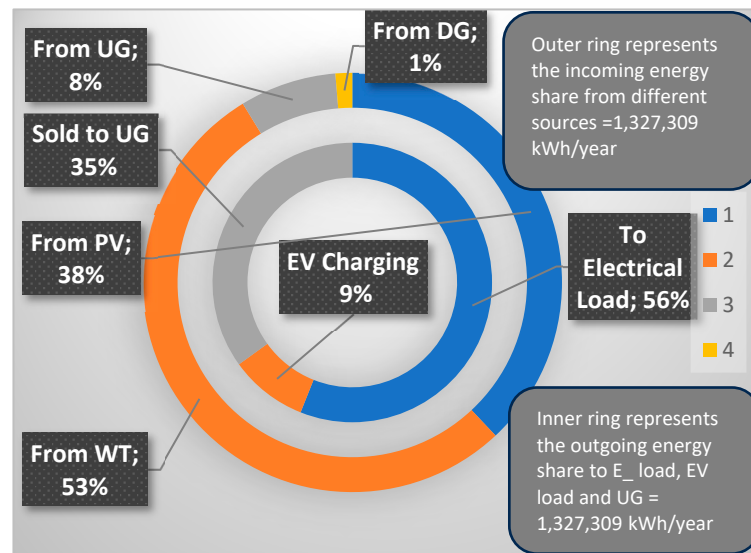 From UG;
8%
From DG;
1%
Outer ring represents
the incoming energy
share from different
sources =1,327,309
kWh/year
Sold to UG
35%
From PV;
38%
EV Charging
9%
To
Electrical
Load; 56%
1
2
3
4
From WT;
53%
Inner ring represents
the outgoing energy
share to E_ load, EV
load and UG =
1,327,309 kWh/year